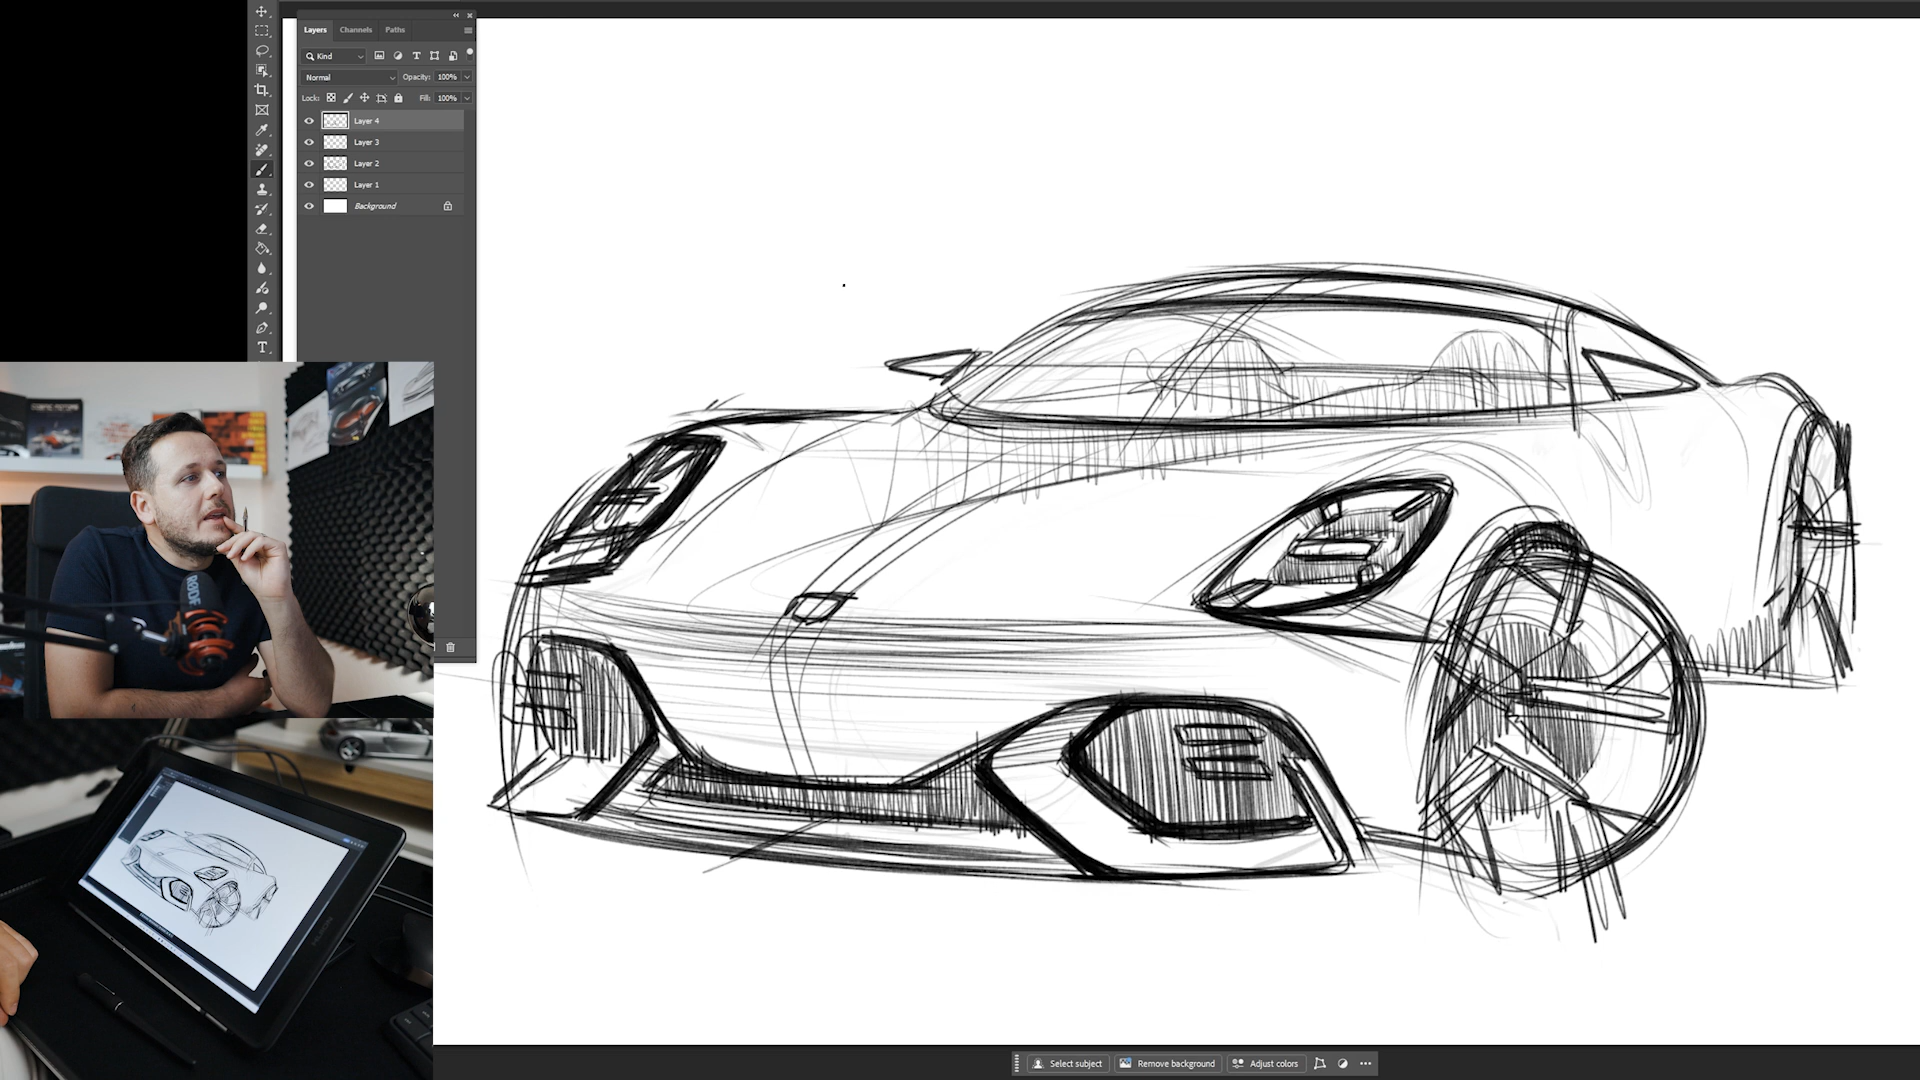 Layers Channels Paths
Kind
Normal Opacity: 100%
Lock: Fill: 100%
Layer 4
Layer 3
Layer 2
Layer 1
Background
RODE
Select subject Remove background Adjust colors